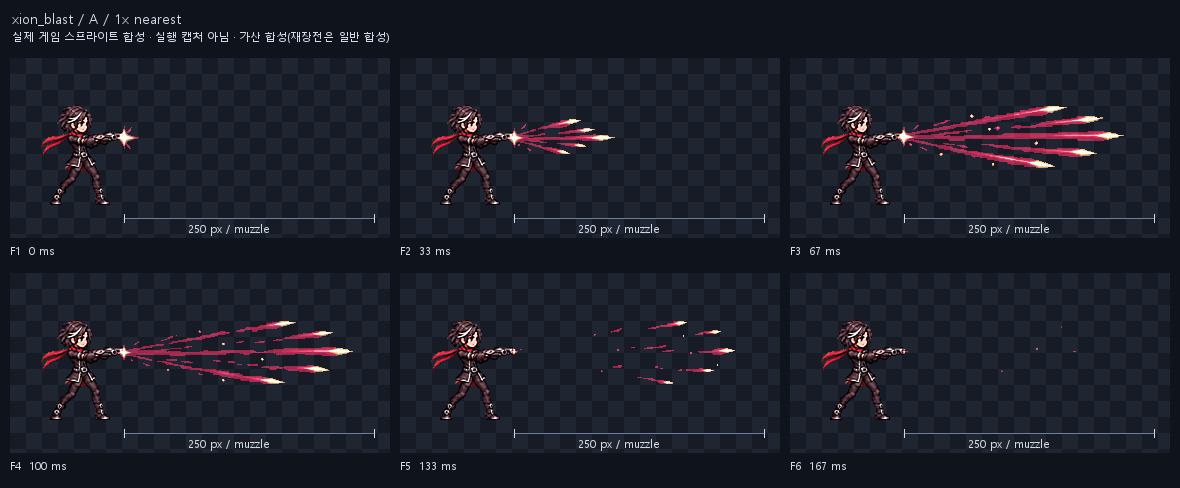 xion_blast / A / 1x nearest
실제 게임 스프라이트 합성 · 실행 캡처 아님 · 가산 합성(재장전은 일반 합성)
250 px / muzzle
250 px / muzzle
250 px / muzzle
F1 0 ms
F2 33 ms
F3 67 ms
250 px / muzzle
250 px / muzzle
250 px / muzzle
F4 100 ms
F5 133 ms
F6 167 ms